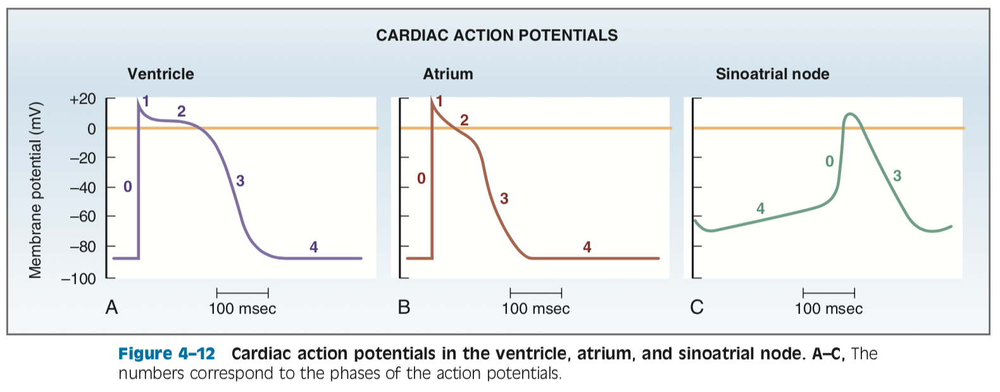 CARDIAC ACTION POTENTIALS
Ventricle
Atrium
Sinoatrial node
Membrane potential (mV)
+20
0
–20
–40
–60
–80
–100
0
1
2
3
4
0
1
2
3
4
0
3
4
A
100 msec
B
100 msec
C
100 msec
Figure 4–12 Cardiac action potentials in the ventricle, atrium, and sinoatrial node. A–C, The
numbers correspond to the phases of the action potentials.